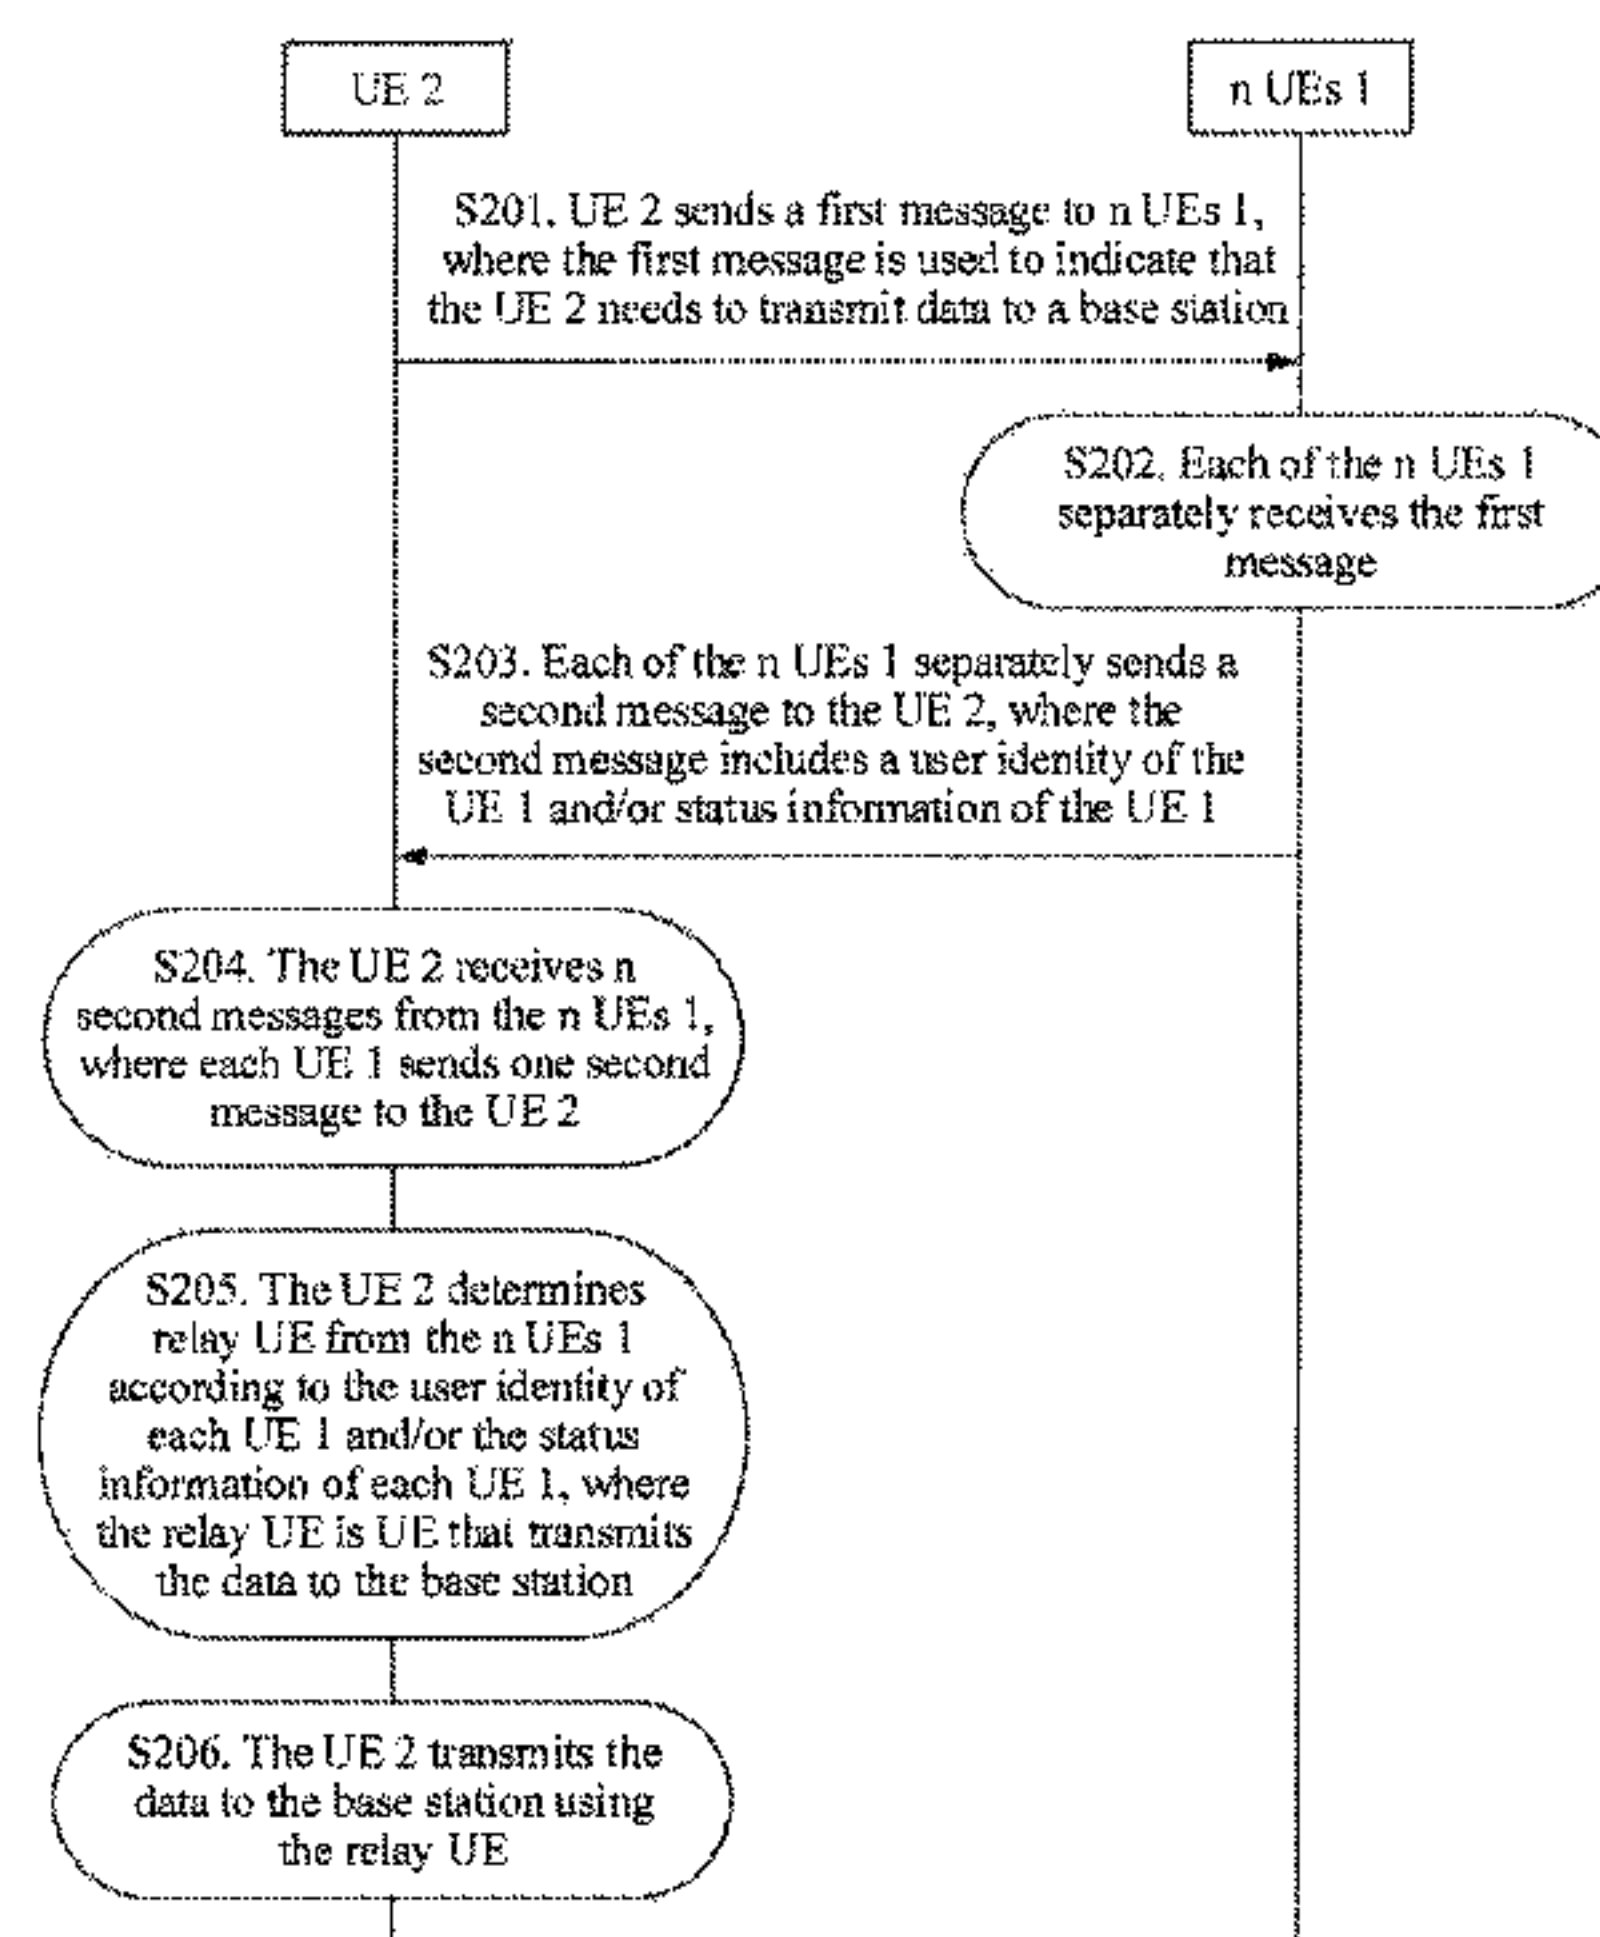 UE 2
n UEs 1
S201. UE 2 sends a first message to n UEs 1,
where the first message is used to indicate that
the UE 2 needs to transmit data to a base station
S202. Each of the n UEs 1
separately receives the first
message
S203. Each of the n UEs 1 separately sends a
second message to the UE 2, where the
second message includes a user identity of the
UE 1 and/or status information of the UE 1
S204. The UE 2 receives n
second messages from the n UEs 1,
where each UE 1 sends one second
message to the UE 2
S205. The UE 2 determines
relay UE from the n UEs 1
according to the user identity of
each UE 1 and/or the status
information of each UE 1, where
the relay UE is UE that transmits
the data to the base station
S206. The UE 2 transmits the
data to the base station using
the relay UE